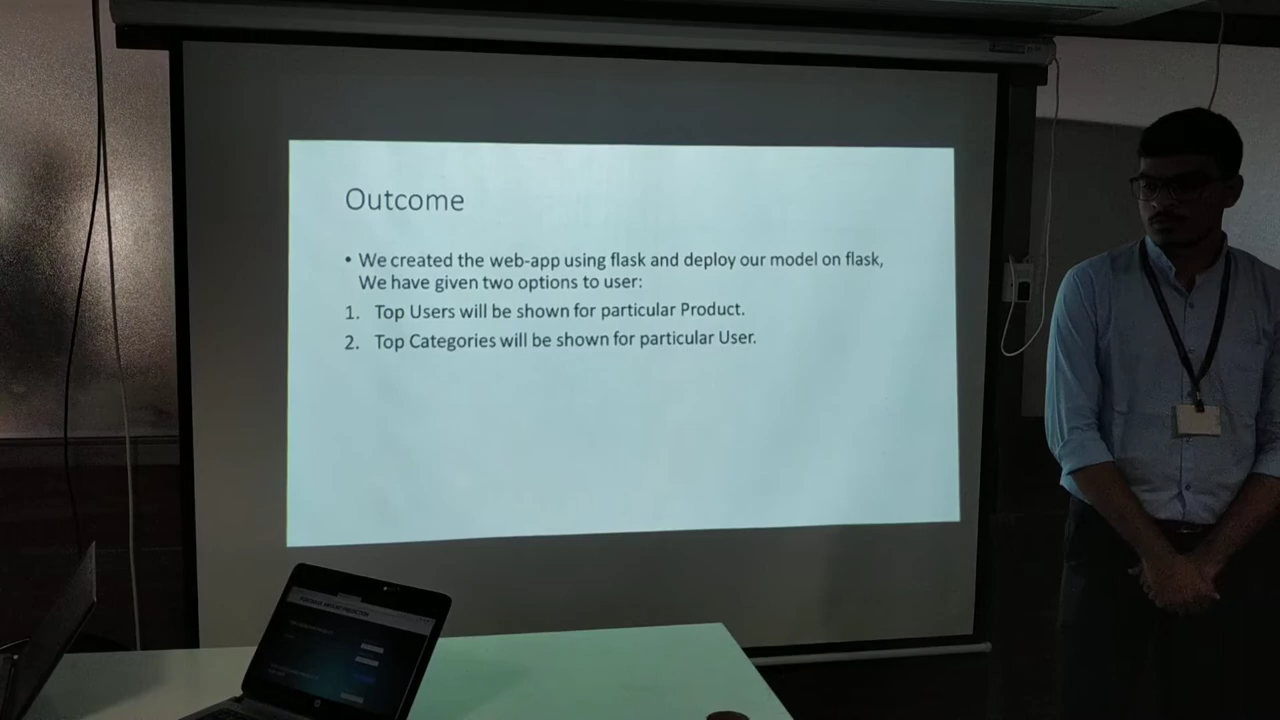 Outcome
• We created the web-app using flask and deploy our model on flask,
We have given two options to user:
1. Top Users will be shown for particular Product.
2. Top Categories will be shown for particular User.